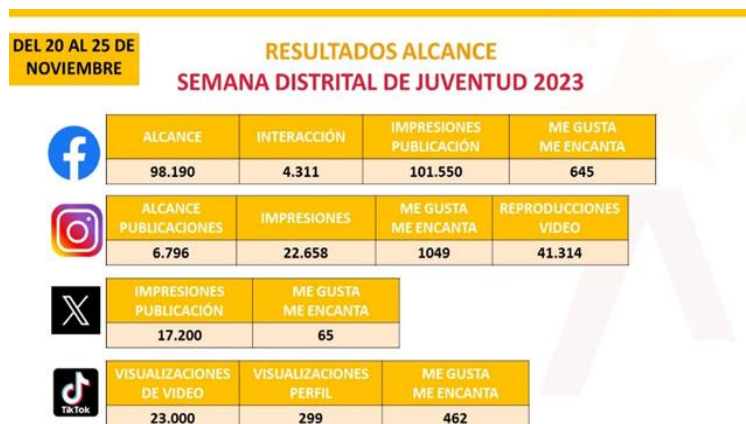 DEL 20 AL 25 DE
NOVIEMBRE
RESULTADOS ALCANCE
SEMANA DISTRITAL DE JUVENTUD 2023
ALCANCE INTERACCIÓN IMPRESIONES PUBLICACIÓN ME GUSTA ME ENCANTA
98.190 4.311 101.550 645
ALCANCE PUBLICACIONES IMPRESIONES ME GUSTA ME ENCANTA REPRODUCCIONES VIDEO
6.796 22.658 1049 41.314
IMPRESIONES PUBLICACIÓN ME GUSTA ME ENCANTA
17.200 65
TikTok
VISUALIZACIONES DE VIDEO VISUALIZACIONES PERFIL ME GUSTA ME ENCANTA
23.000 299 462